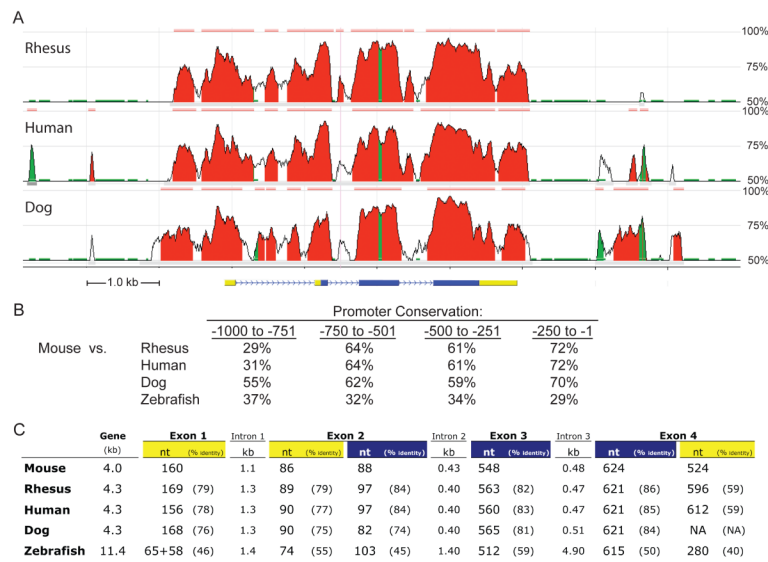 A
100%
Rhesus
75%
50%
100%
Human
75%
50%
100%
Dog
75%
50%
1.0 kb
B
Promoter Conservation:
-1000 to -751 -750 to -501 -500 to -251 -250 to -1
Mouse vs. Rhesus 29% 64% 61% 72%
Human 31% 64% 61% 72%
Dog 55% 62% 59% 70%
Zebrafish 37% 32% 34% 29%
C
Gene Exon 1 Intron 1 Exon 2 Intron 2 Exon 3 Intron 3 Exon 4
(kb) nt (% identity) kb nt (% identity) nt (% identity) kb nt (% identity) kb nt (% identity) nt (% identity)
Mouse 4.0 160 1.1 86 88 0.43 548 0.48 624 524
Rhesus 4.3 169 (79) 1.3 89 (79) 97 (84) 0.40 563 (82) 0.47 621 (86) 596 (59)
Human 4.3 156 (78) 1.3 90 (77) 97 (84) 0.40 560 (83) 0.47 621 (85) 612 (59)
Dog 4.3 168 (76) 1.3 90 (75) 82 (74) 0.40 565 (81) 0.51 621 (84) NA (NA)
Zebrafish 11.4 65+58 (46) 1.4 74 (55) 103 (45) 1.40 512 (59) 4.90 615 (50) 280 (40)